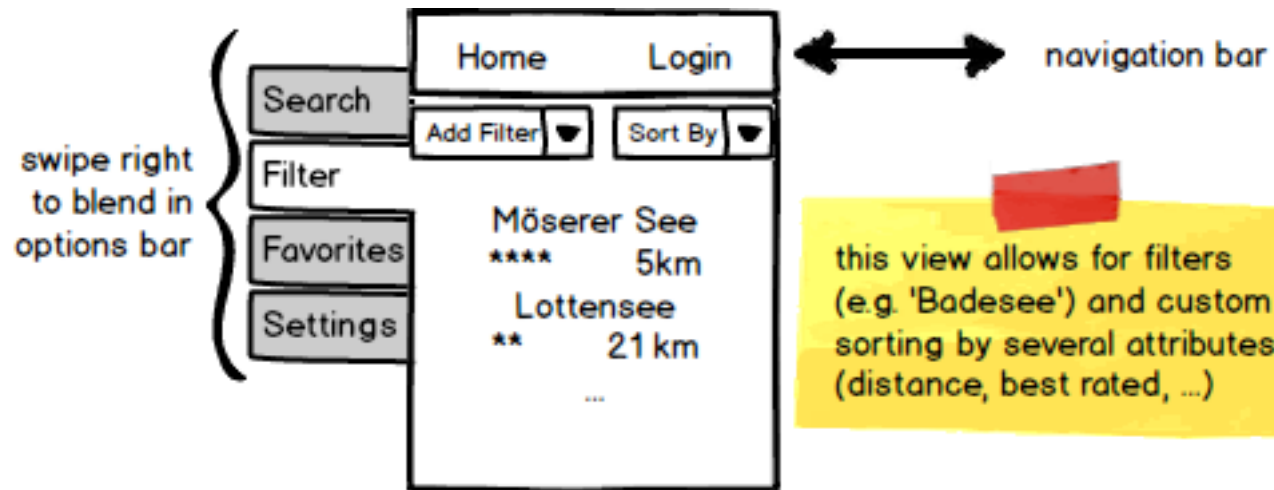 Home Login
navigation bar
Search
Filter
Favorites
Settings
swipe right
to blend in
options bar
Add Filter Sort By
Möserer See
**** 5km
Lottensee
** 21 km
...
this view allows for filters
(e.g. 'Badesee') and custom
sorting by several attributes
(distance, best rated, ...)